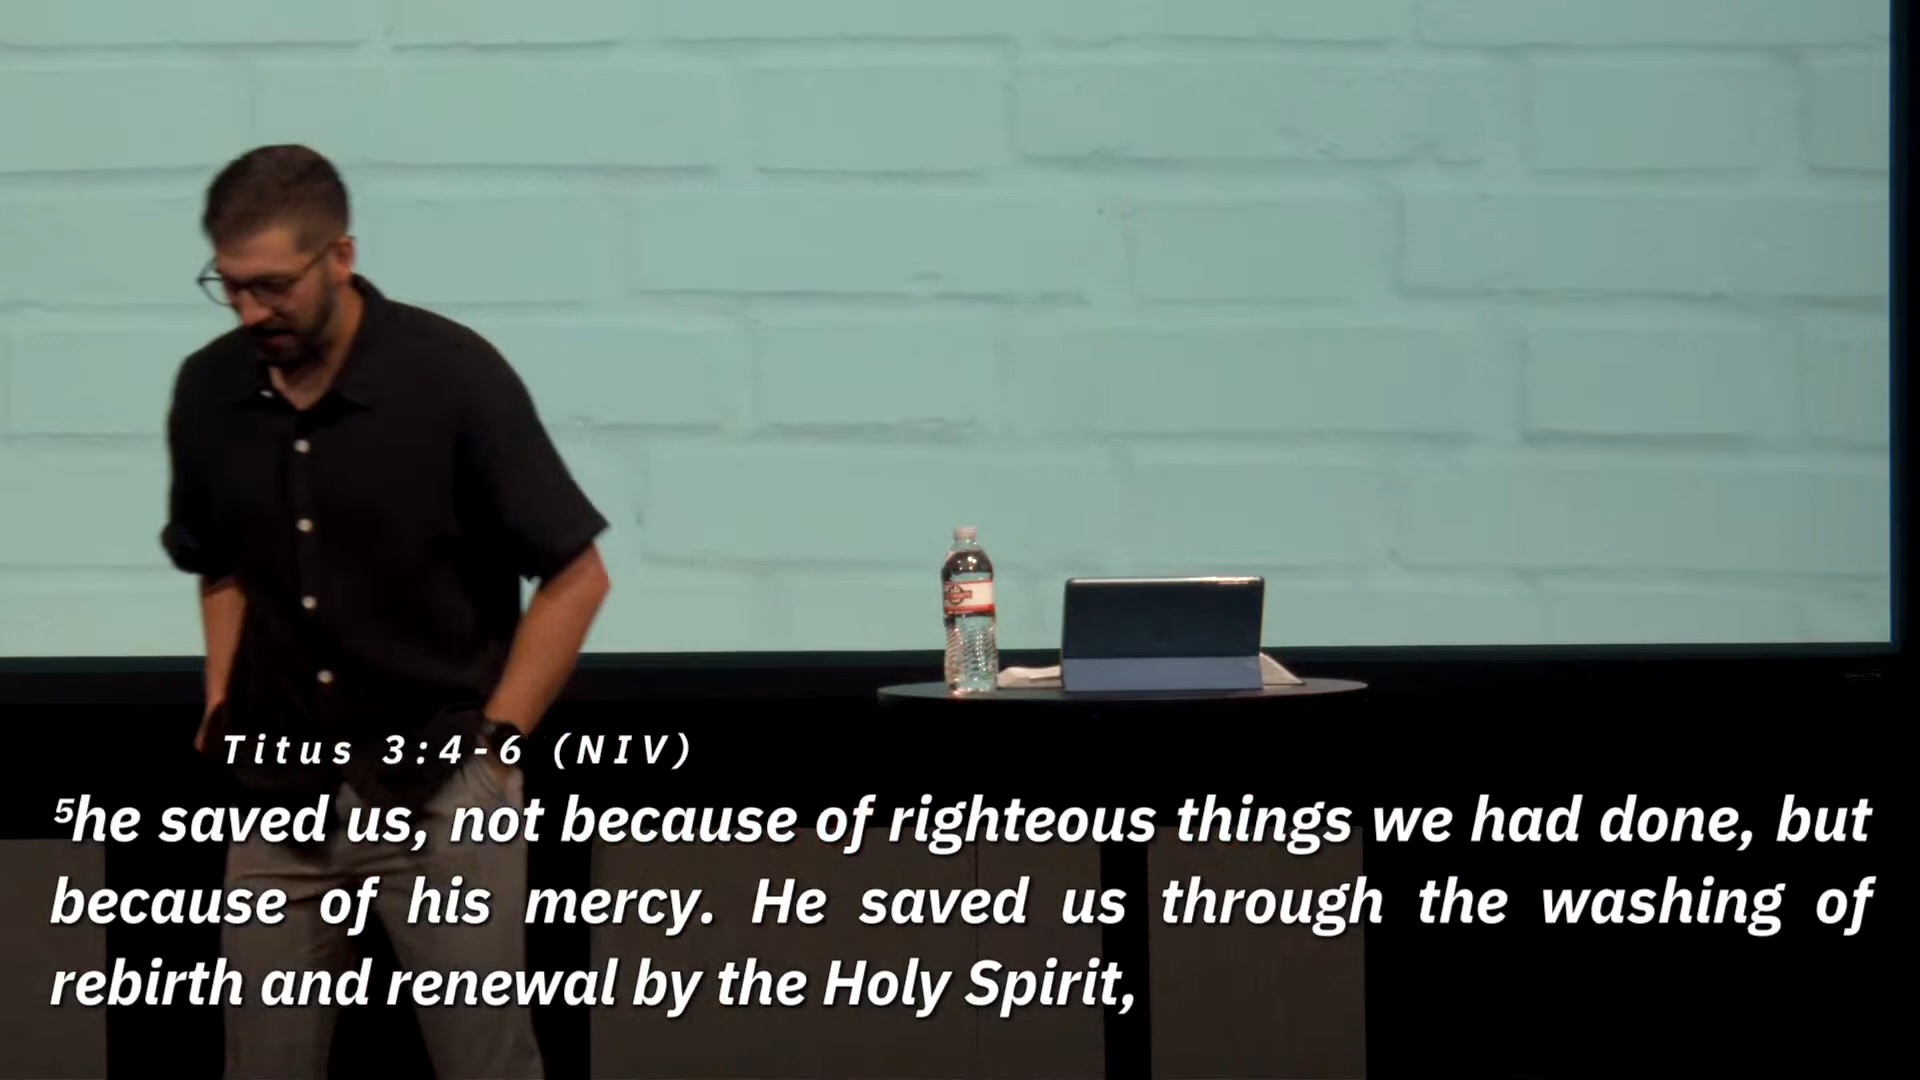 Titus 3:4-6 (NIV)
⁵he saved us, not because of righteous things we had done, but
because of his mercy. He saved us through the washing of
rebirth and renewal by the Holy Spirit,